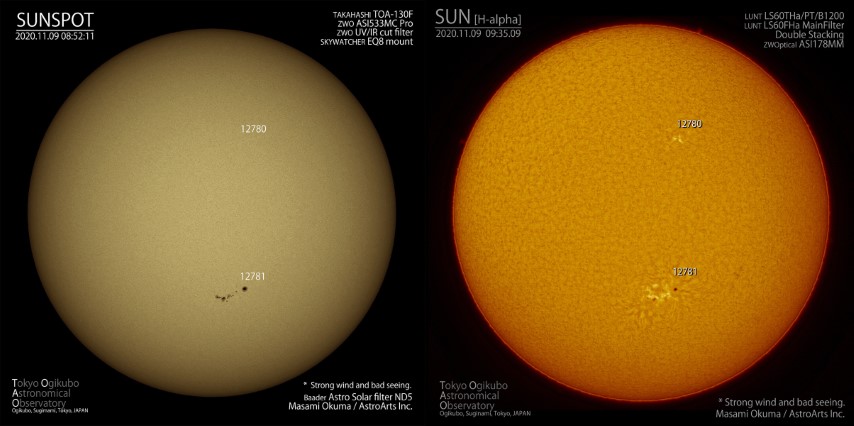 SUNSPOT
2020.11.09 08:52:11
TAKAHASHI TOA-130F
ZWO ASI533MC Pro
ZWO UV/IR cut filter
SKYWATCHER EQ8 mount
12780
12781
Tokyo Ogikubo
Astronomical
Observatory
Ogikubo, Suginami, Tokyo, JAPAN
* Strong wind and bad seeing.
Baader Astro Solar filter ND5
Masami Okuma / AstroArts Inc.
SUN [H-alpha]
2020.11.09 09:35.09
LUNT LS60THa/PT/B1200
LUNT LS60FHa MainFilter
Double Stacking
ZWOptical ASI178MM
12780
12781
Tokyo Ogikubo
Astronomical
Observatory
Ogikubo, Suginami, Tokyo, JAPAN
* Strong wind and bad seeing.
Masami Okuma / AstroArts Inc.